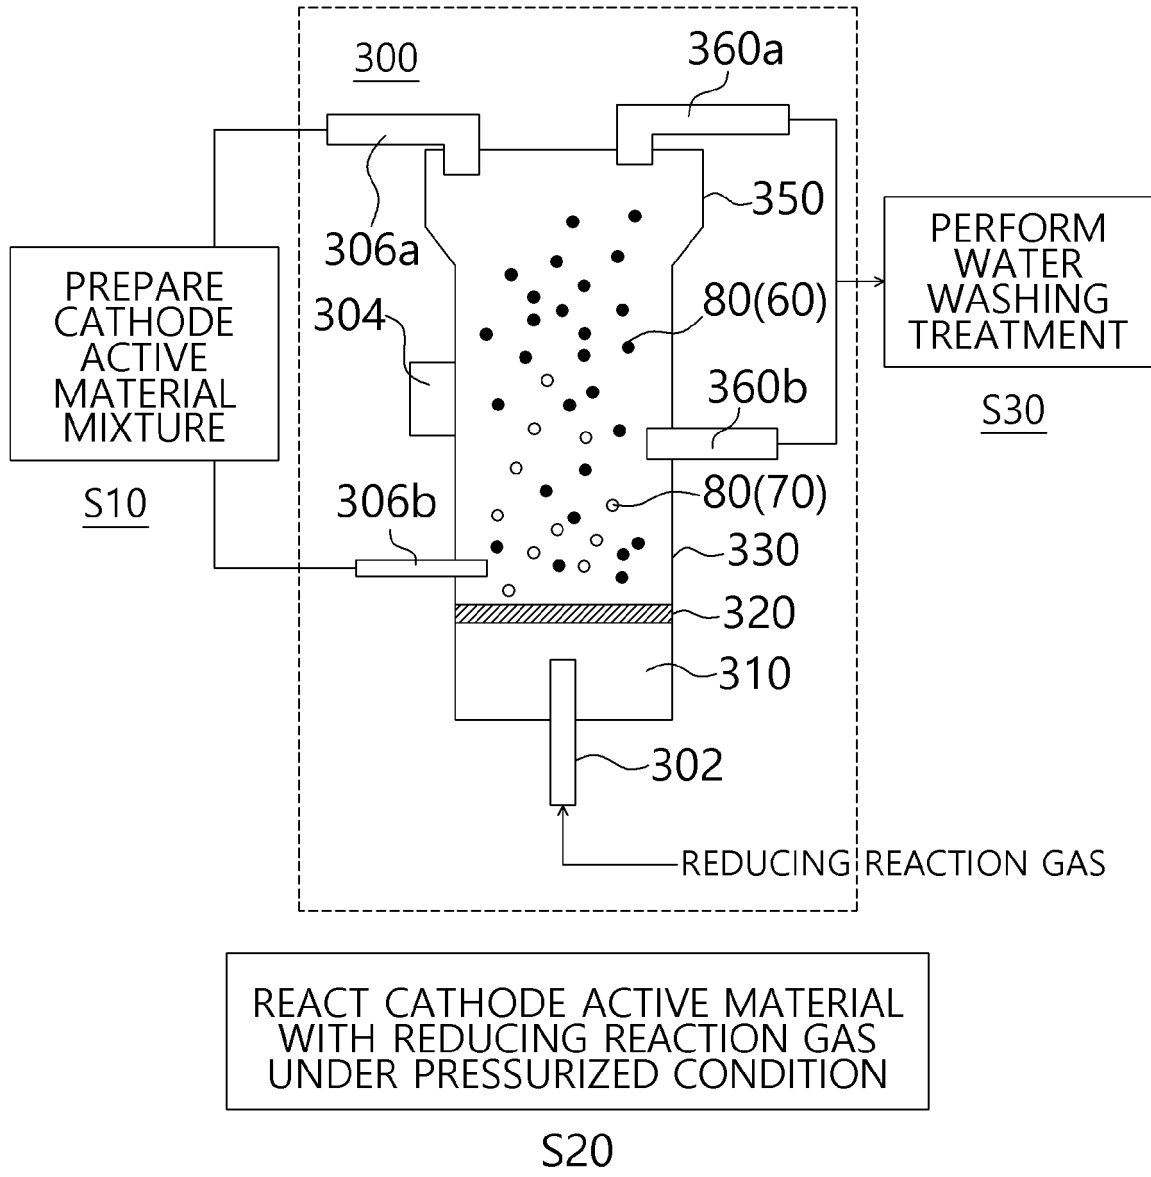 300
360a
306a
350
PREPARE
CATHODE
ACTIVE
MATERIAL
MIXTURE
S10
304
80(60)
PERFORM
WATER
WASHING
TREATMENT
S30
360b
306b
80(70)
330
320
310
302
REDUCING REACTION GAS
REACT CATHODE ACTIVE MATERIAL
WITH REDUCING REACTION GAS
UNDER PRESSURIZED CONDITION
S20